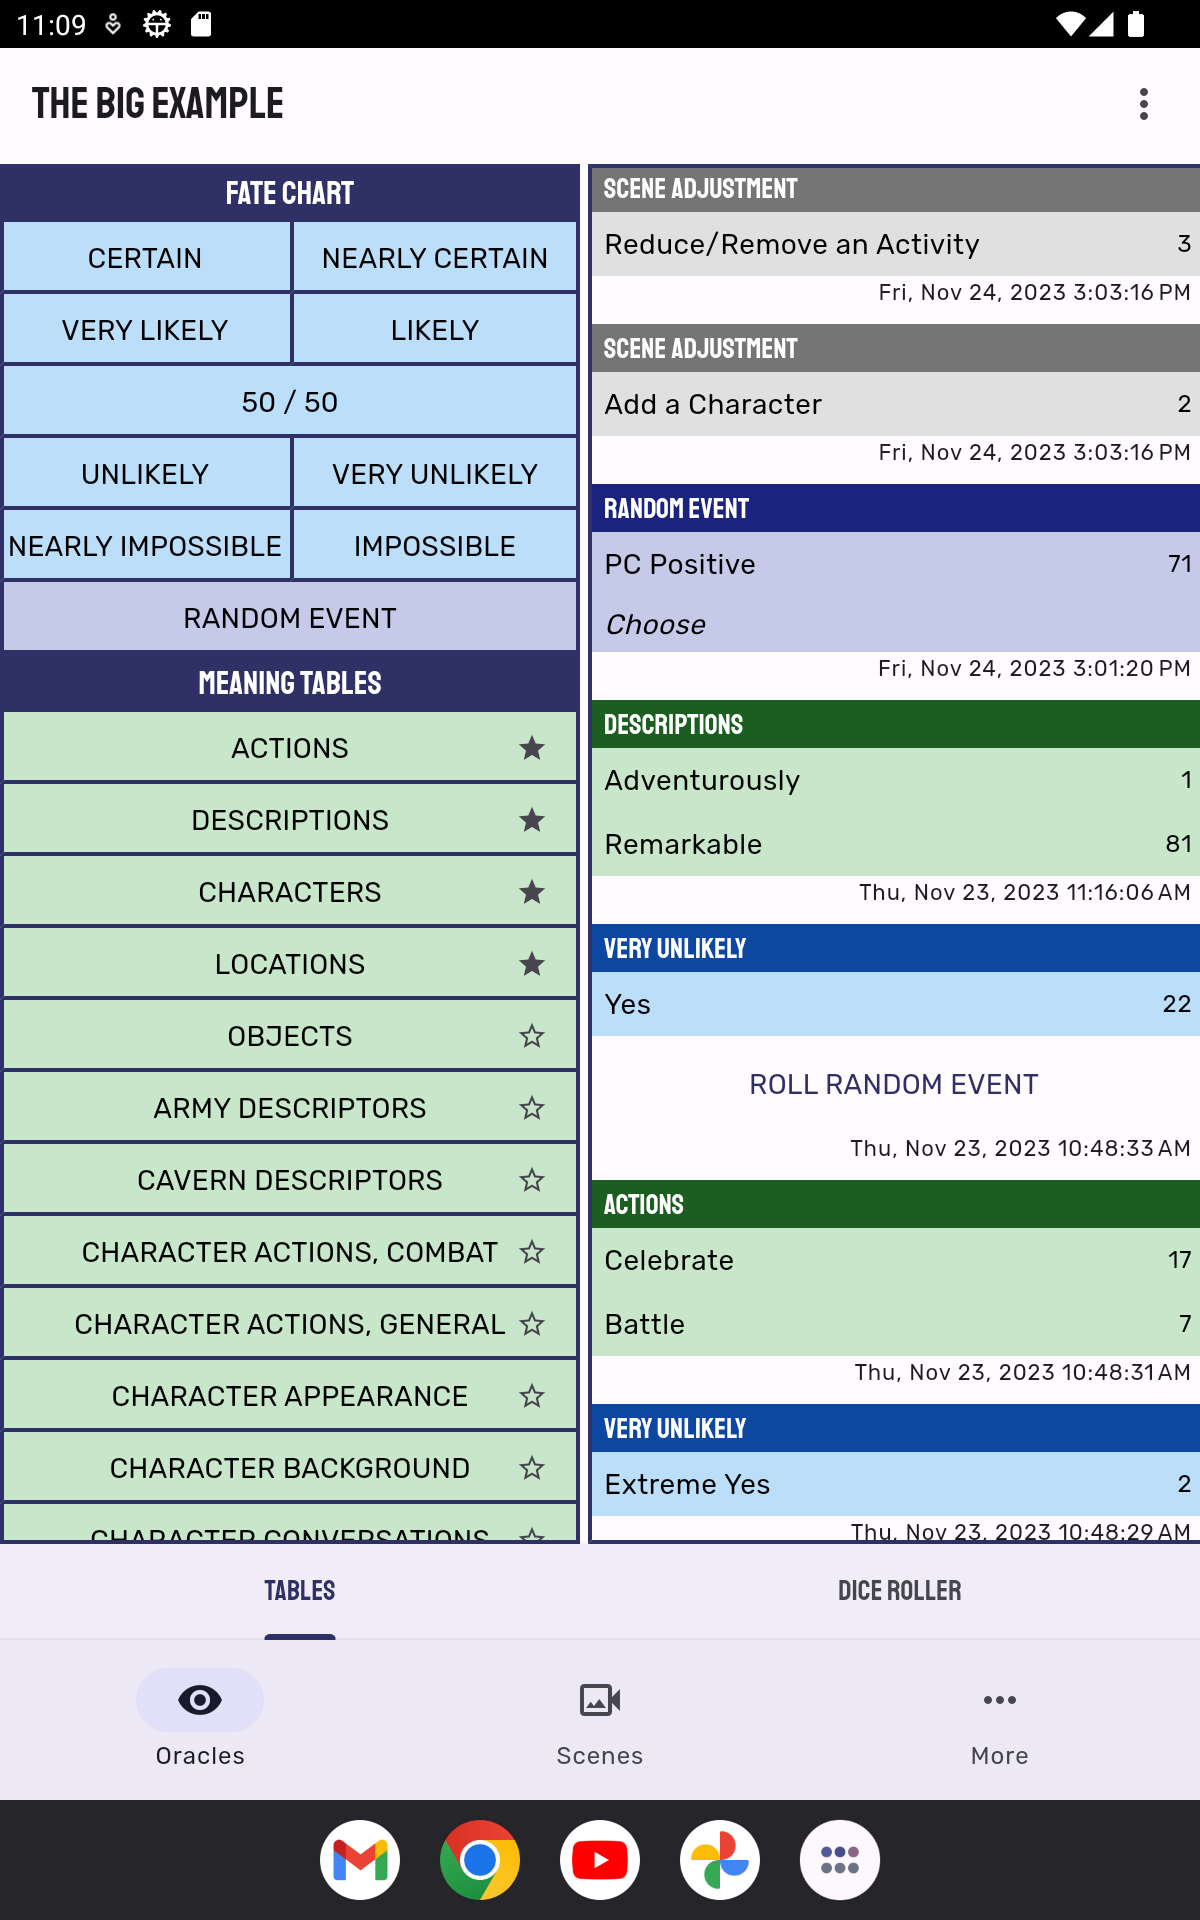 11:09
THE BIG EXAMPLE
FATE CHART
CERTAIN
NEARLY CERTAIN
VERY LIKELY
LIKELY
50 / 50
UNLIKELY
VERY UNLIKELY
NEARLY IMPOSSIBLE
IMPOSSIBLE
RANDOM EVENT
MEANING TABLES
ACTIONS
DESCRIPTIONS
CHARACTERS
LOCATIONS
OBJECTS
ARMY DESCRIPTORS
CAVERN DESCRIPTORS
CHARACTER ACTIONS, COMBAT
CHARACTER ACTIONS, GENERAL
CHARACTER APPEARANCE
CHARACTER BACKGROUND
CHARACTER CONVERSATIONS
SCENE ADJUSTMENT
Reduce/Remove an Activity 3
Fri, Nov 24, 2023 3:03:16 PM
SCENE ADJUSTMENT
Add a Character 2
Fri, Nov 24, 2023 3:03:16 PM
RANDOM EVENT
PC Positive 71
Choose
Fri, Nov 24, 2023 3:01:20 PM
DESCRIPTIONS
Adventurously 1
Remarkable 81
Thu, Nov 23, 2023 11:16:06 AM
VERY UNLIKELY
Yes 22
ROLL RANDOM EVENT
Thu, Nov 23, 2023 10:48:33 AM
ACTIONS
Celebrate 17
Battle 7
Thu, Nov 23, 2023 10:48:31 AM
VERY UNLIKELY
Extreme Yes 2
Thu, Nov 23, 2023 10:48:29 AM
TABLES
DICE ROLLER
Oracles
Scenes
More